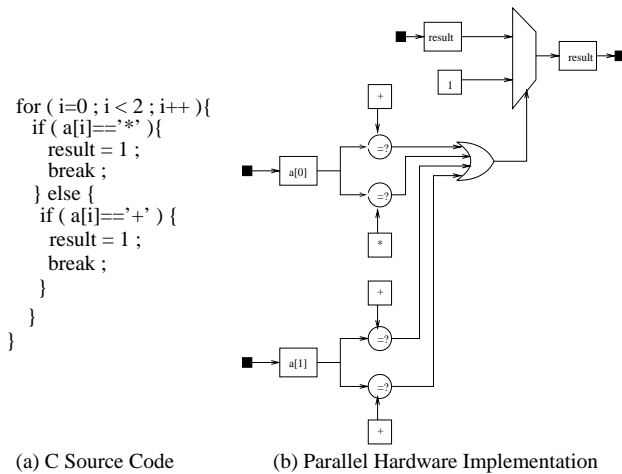 for ( i=0 ; i < 2 ; i++ ){
if ( a[i]=='*' ){
result = 1 ;
break ;
} else {
if ( a[i]=='+' ) {
result = 1 ;
break ;
}
}
}
(a) C Source Code
result
1
result
+
=?
a[0]
=?
*
+
=?
a[1]
=?
+
(b) Parallel Hardware Implementation